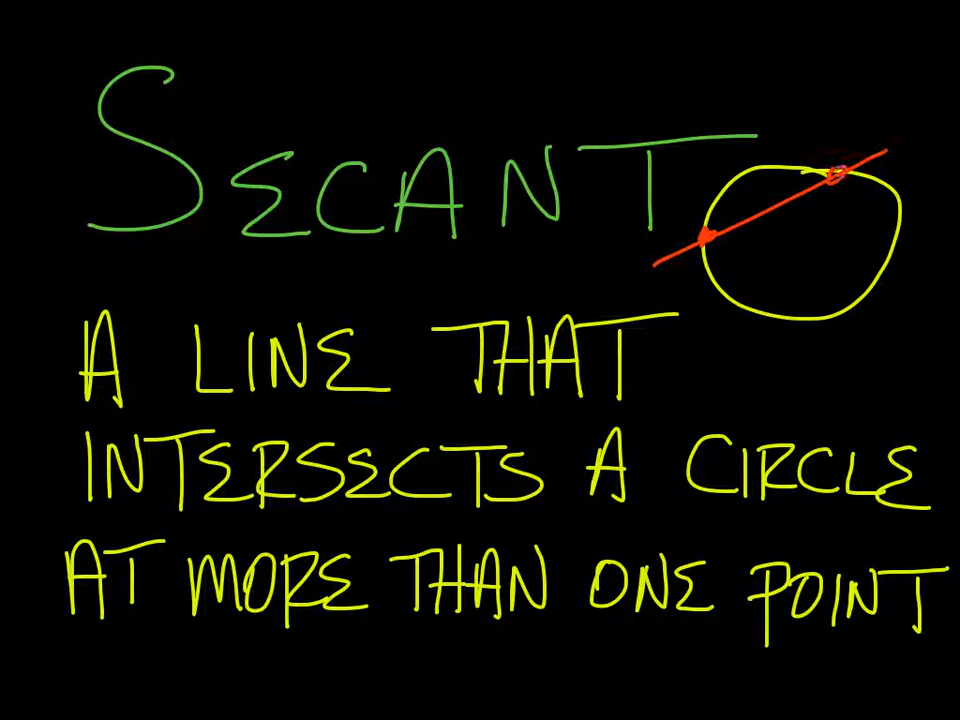 SECANT
A LINE THAT
INTERSECTS A CIRCLE
AT MORE THAN ONE POINT